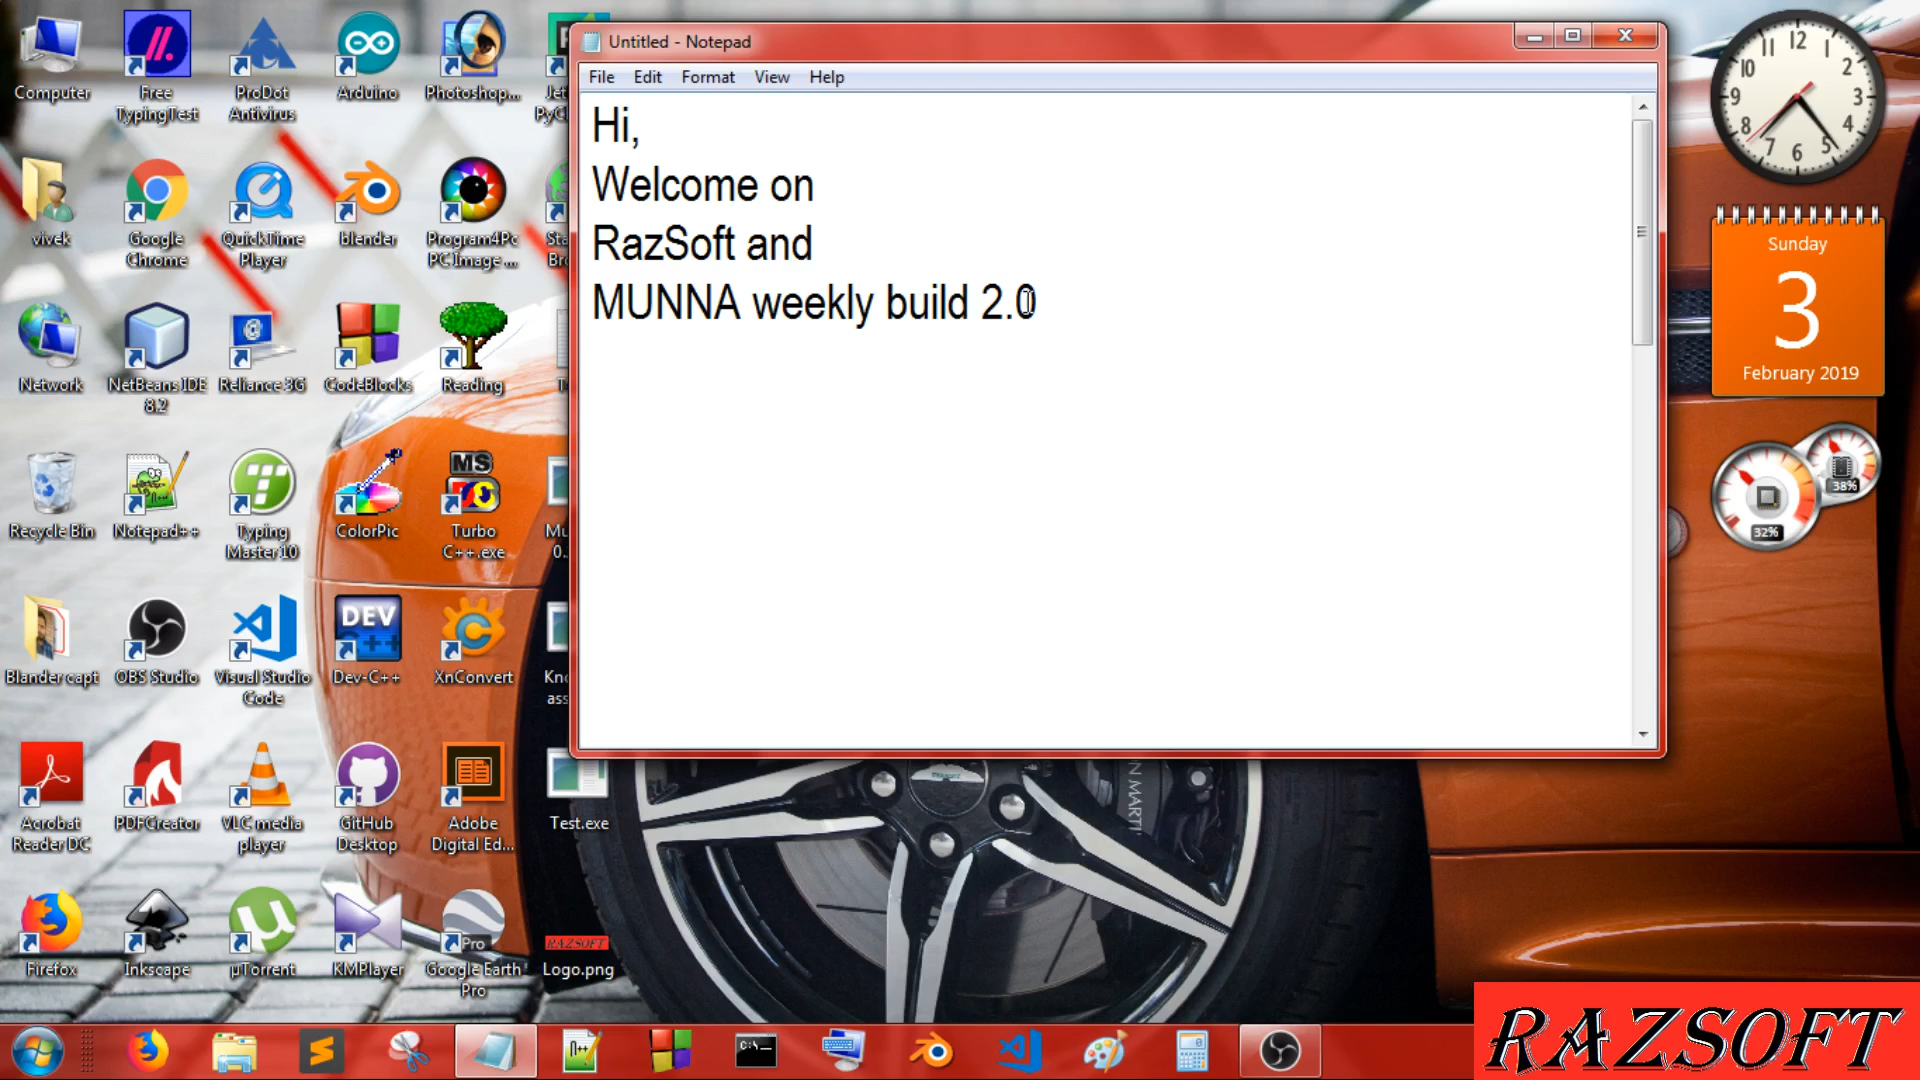 Computer
Free TypingTest
ProDot Antivirus
Arduino
Photoshop...
Untitled - Notepad
File Edit Format View Help
Hi,
Welcome on
RazSoft and
MUNNA weekly build 2.0
vivek
Google Chrome
QuickTime Player
blender
Program4Pc PC Image ...
Network
NetBeans IDE 8.2
Reliance 3G
CodeBlocks
Reading
Recycle Bin
Notepad++
Typing Master 10
ColorPic
MS
Turbo C++.exe
Blander capt
OBS Studio
Visual Studio Code
DEV C++
Dev-C++
XnConvert
Acrobat Reader DC
PDFCreator
VLC media player
GitHub Desktop
Adobe Digital Ed...
Test.exe
Firefox
Inkscape
µTorrent
KMPlayer
Pro
Google Earth Pro
RAZSOFT
Logo.png
12 1 2 3 4 5 6 7 8 9 10 11
Sunday
3
February 2019
38%
32%
N++
C:\
RAZSOFT